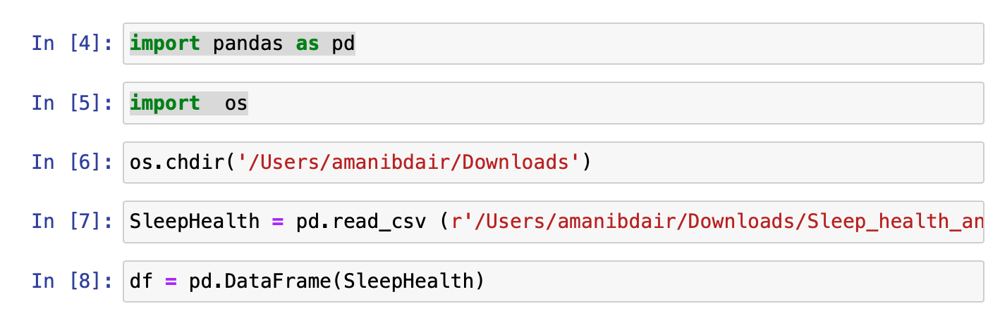 In [4]: import pandas as pd
In [5]: import  os
In [6]: os.chdir('/Users/amanibdair/Downloads')
In [7]: SleepHealth = pd.read_csv (r'/Users/amanibdair/Downloads/Sleep_health_an
In [8]: df = pd.DataFrame(SleepHealth)